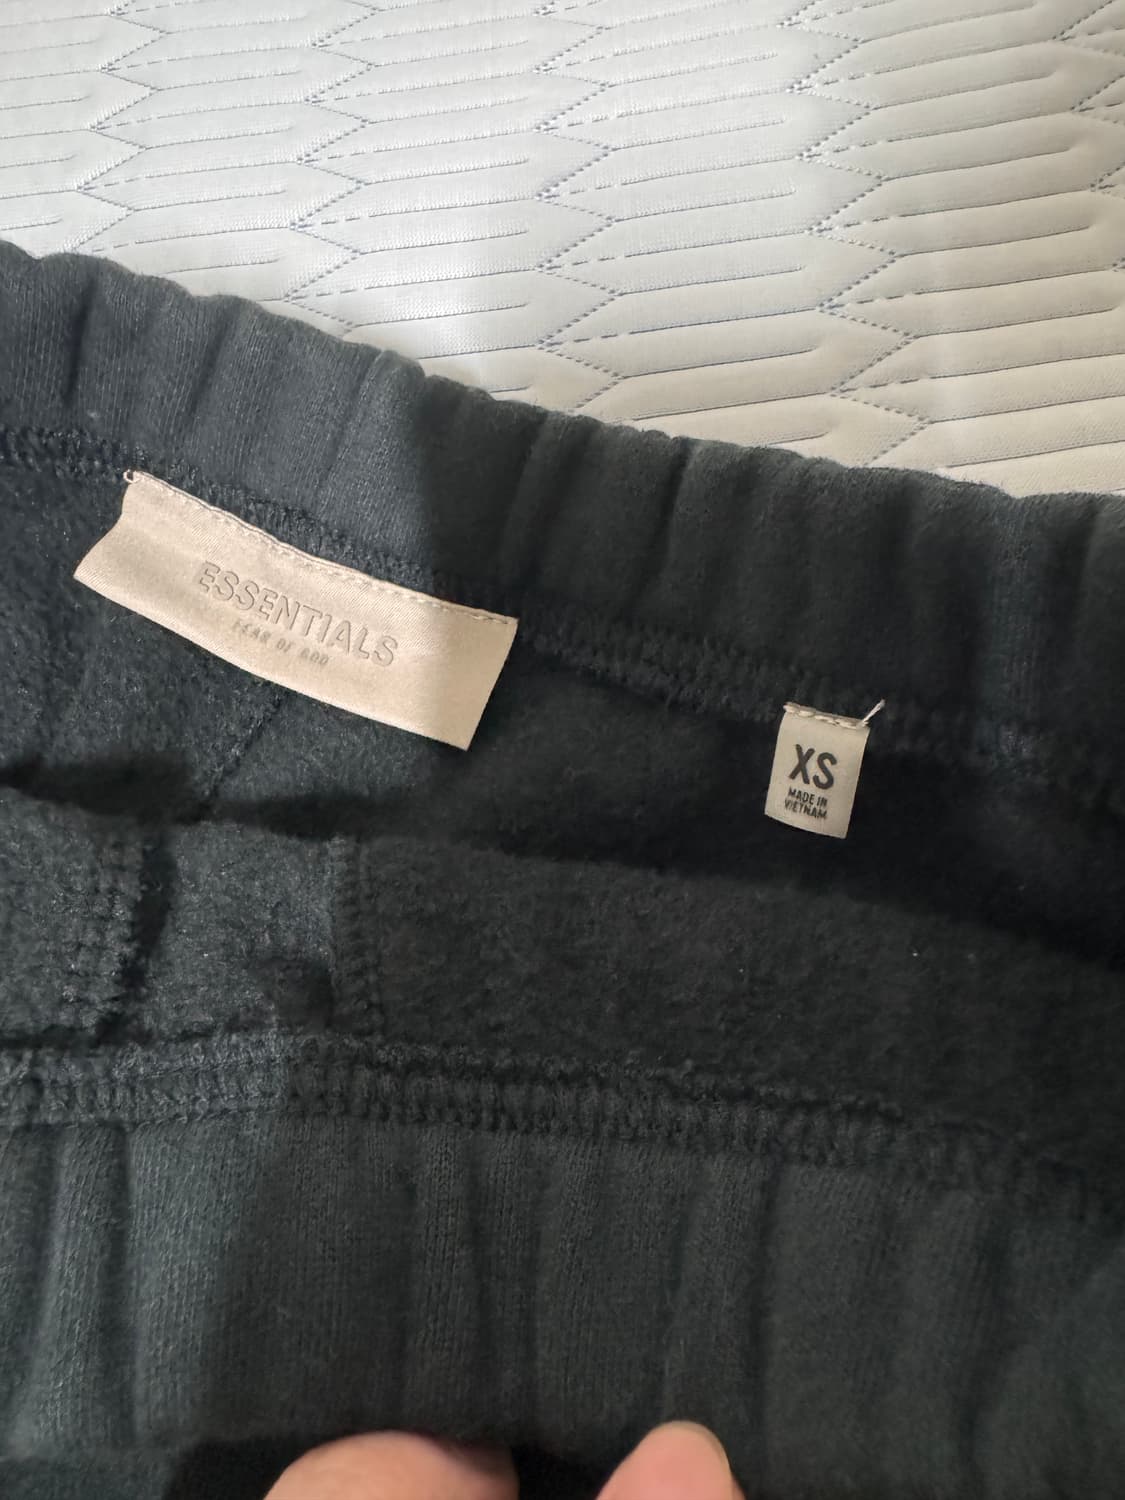 ESSENTIALS
FEAR OF GOD
XS
MADE IN
VIETNAM